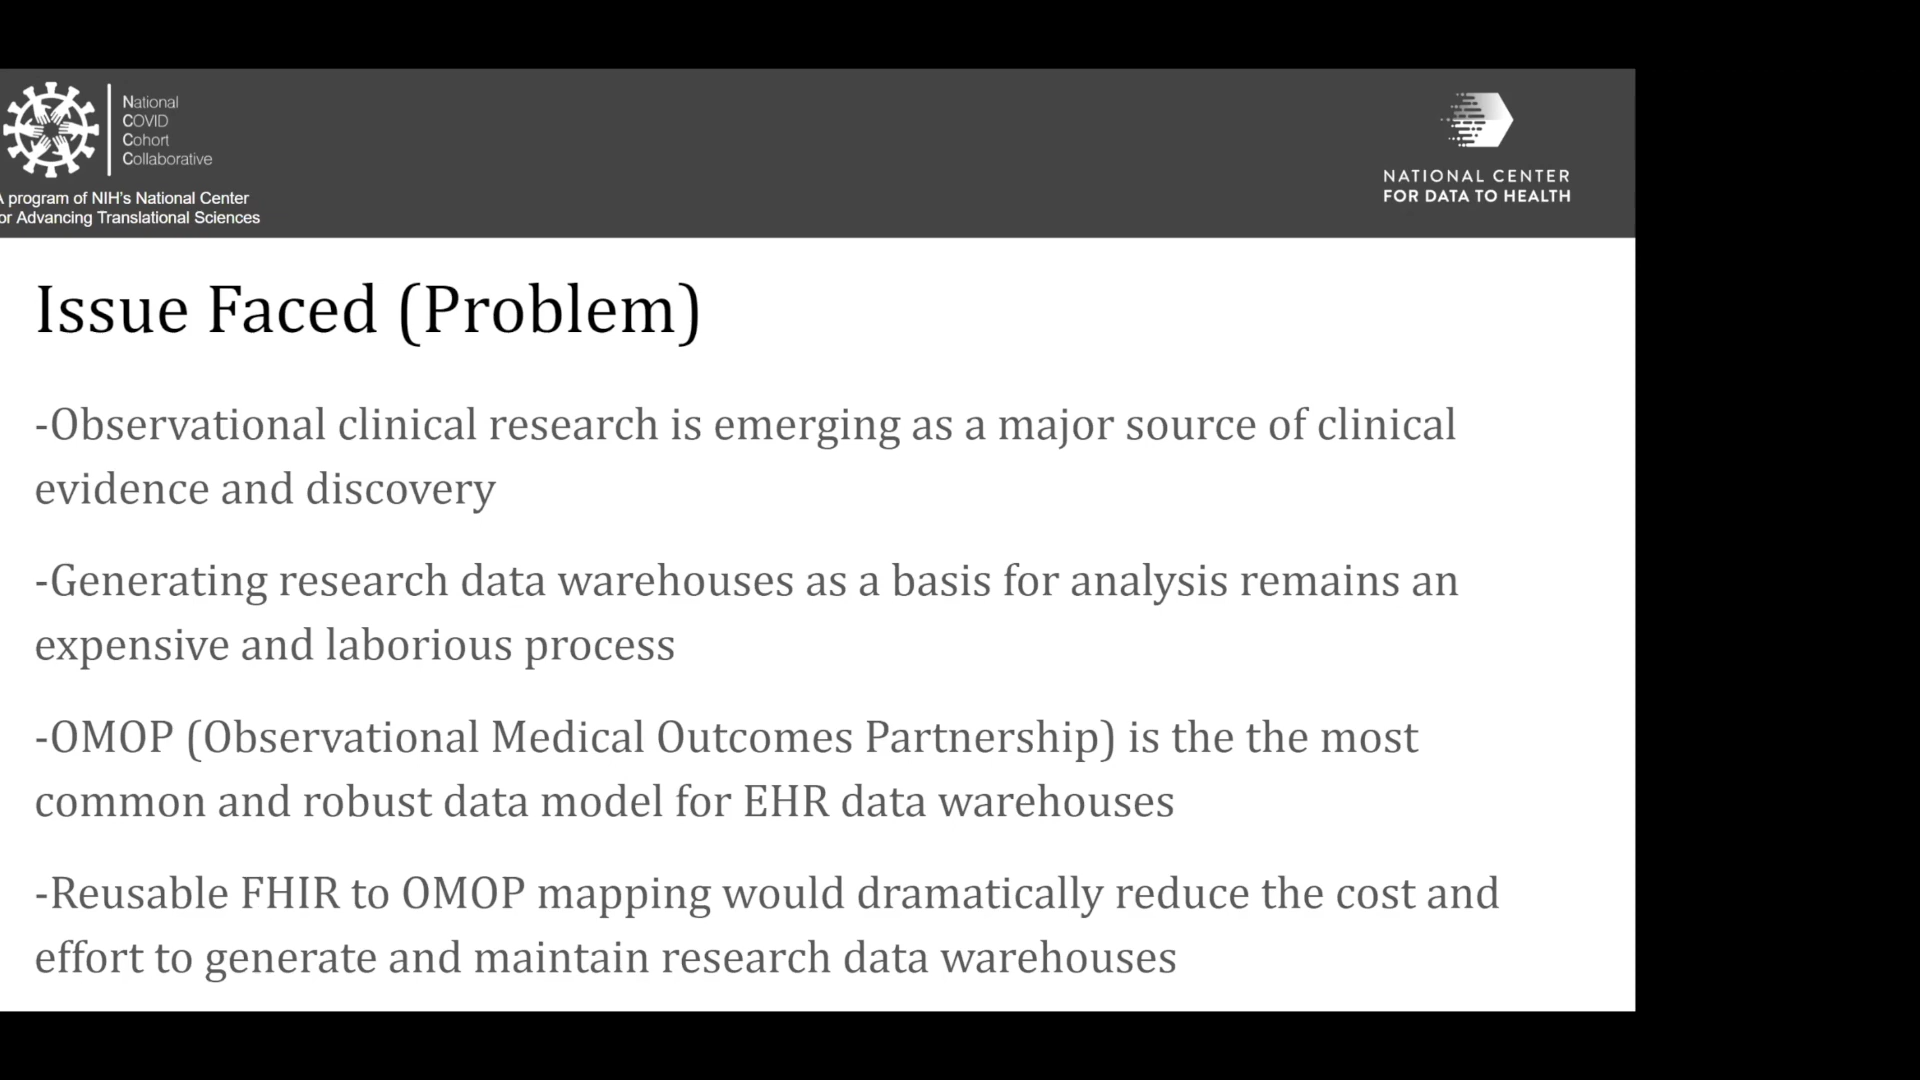 National
COVID
Cohort
Collaborative
A program of NIH's National Center
or Advancing Translational Sciences
NATIONAL CENTER
FOR DATA TO HEALTH
Issue Faced (Problem)
-Observational clinical research is emerging as a major source of clinical
evidence and discovery
-Generating research data warehouses as a basis for analysis remains an
expensive and laborious process
-OMOP (Observational Medical Outcomes Partnership) is the the most
common and robust data model for EHR data warehouses
-Reusable FHIR to OMOP mapping would dramatically reduce the cost and
effort to generate and maintain research data warehouses